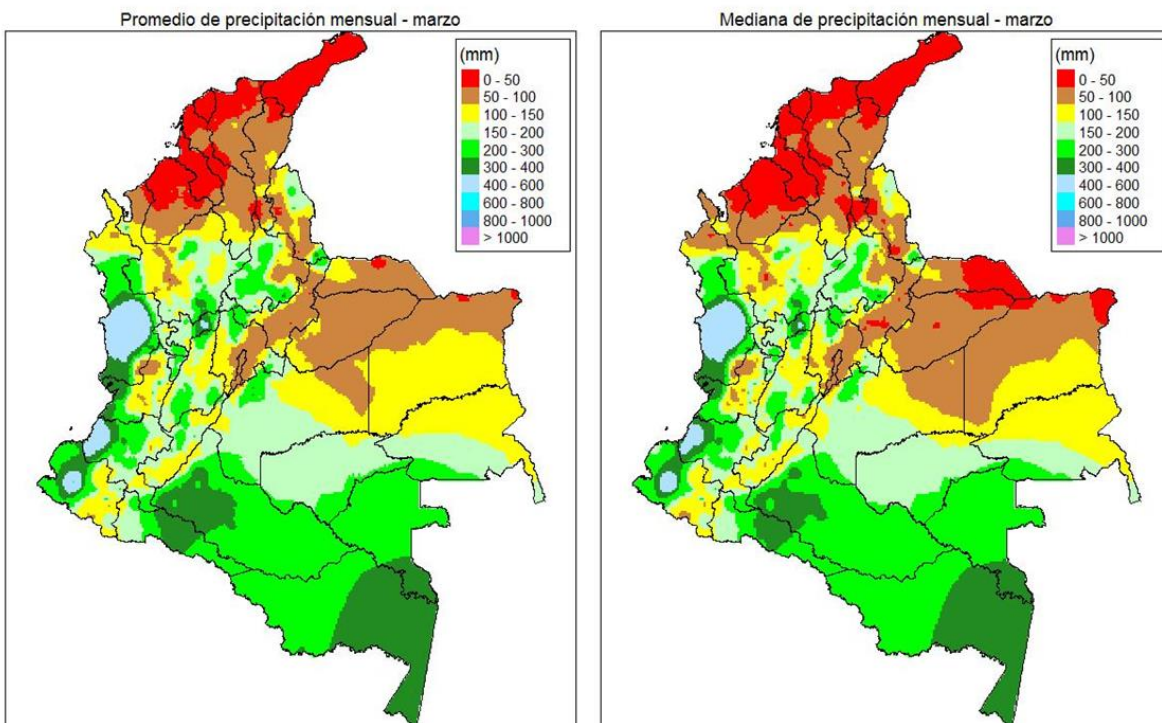 Promedio de precipitación mensual - marzo
(mm)
0 - 50
50 - 100
100 - 150
150 - 200
200 - 300
300 - 400
400 - 600
600 - 800
800 - 1000
> 1000
Mediana de precipitación mensual - marzo
(mm)
0 - 50
50 - 100
100 - 150
150 - 200
200 - 300
300 - 400
400 - 600
600 - 800
800 - 1000
> 1000